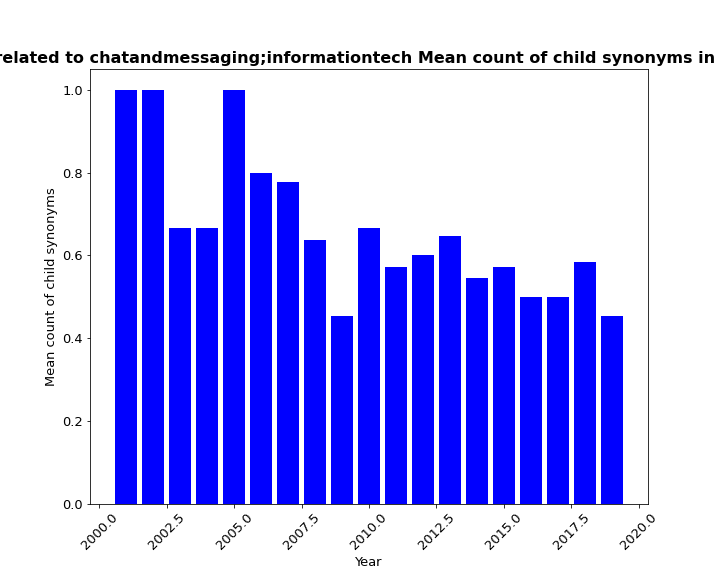 related to chatandmessaging;informationtech Mean count of child synonyms in
1.0
0.8
0.6
0.4
0.2
0.0
Mean count of child synonyms
2000.0 2002.5 2005.0 2007.5 2010.0 2012.5 2015.0 2017.5 2020.0
Year